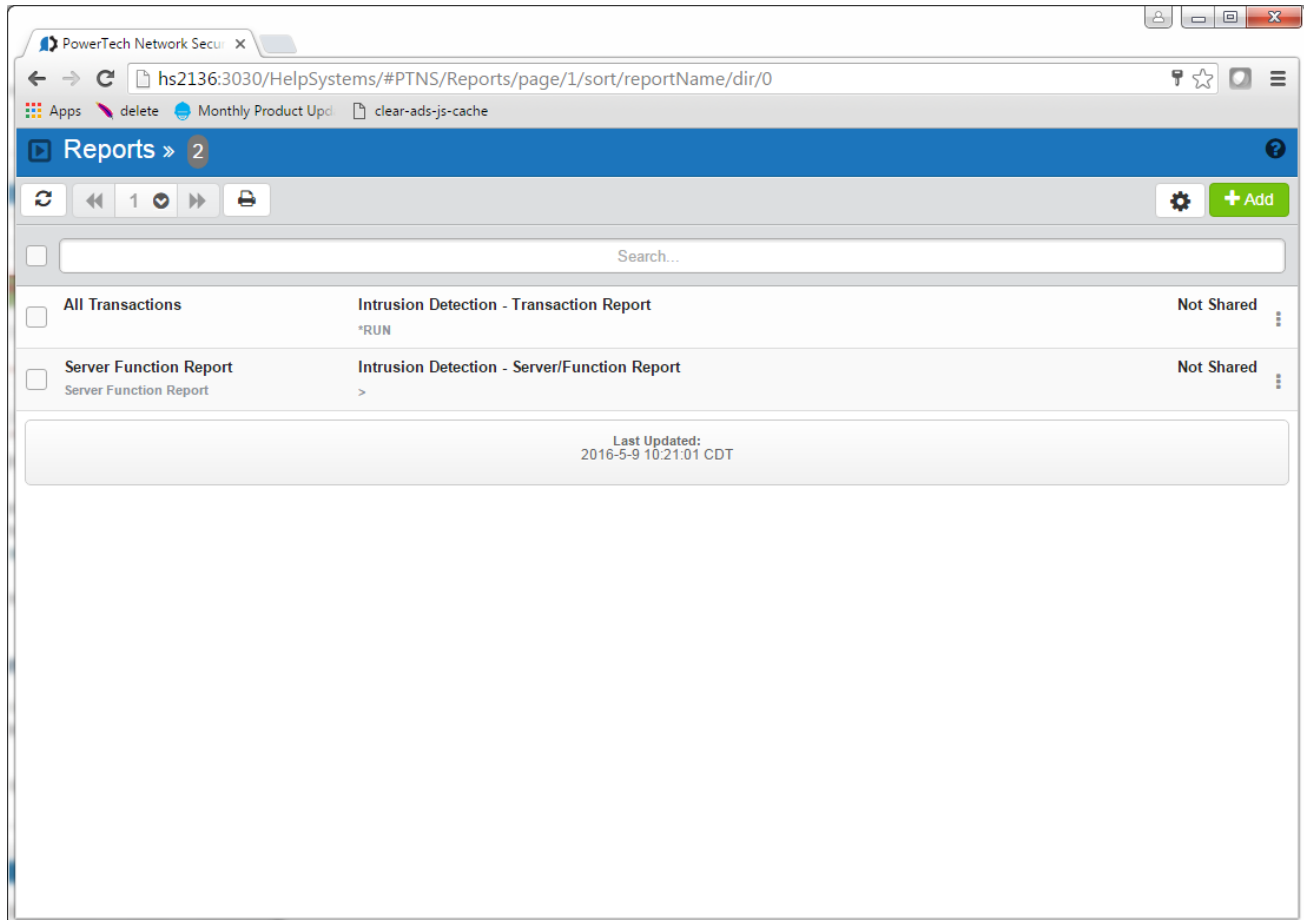 PowerTech Network Secur
hs2136:3030/HelpSystems/#PTNS/Reports/page/1/sort/reportName/dir/0
Apps delete Monthly Product Upd clear-ads-js-cache
Reports » 2
1
+ Add
Search...
All Transactions Intrusion Detection - Transaction Report Not Shared
*RUN
Server Function Report Intrusion Detection - Server/Function Report Not Shared
Server Function Report >
Last Updated:
2016-5-9 10:21:01 CDT